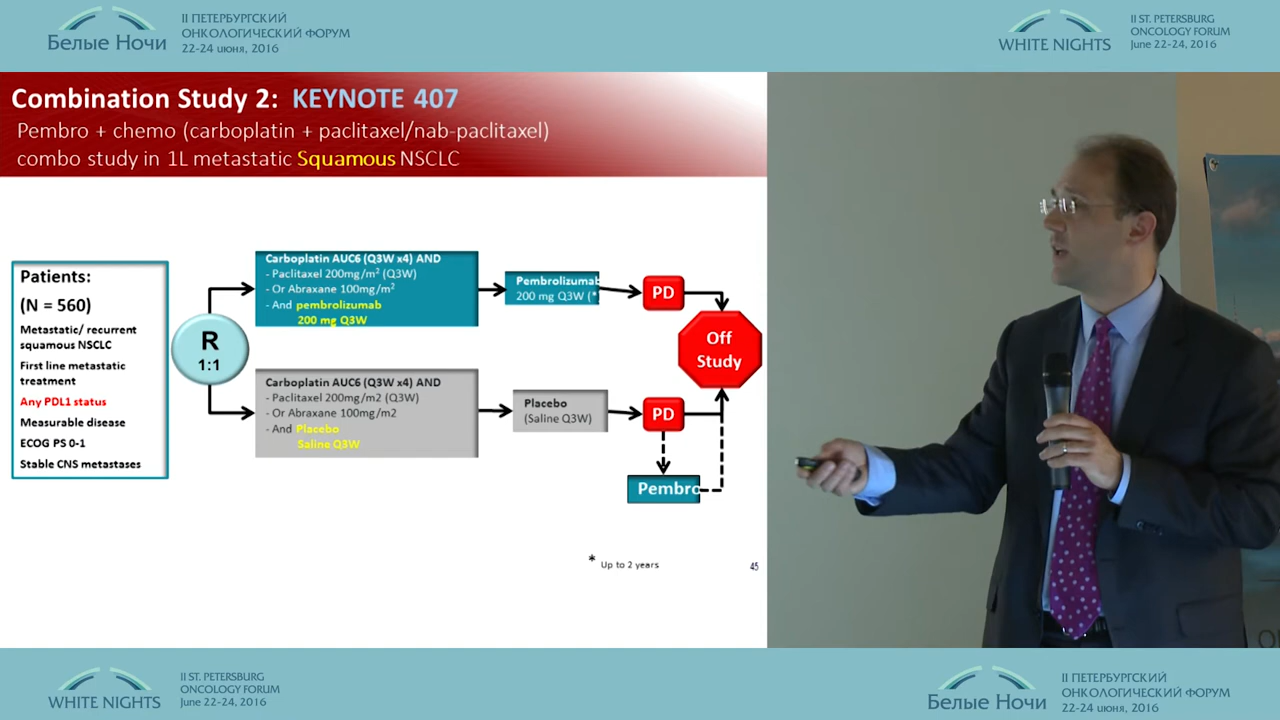 Белые Ночи
II ПЕТЕРБУРГСКИЙ
ОНКОЛОГИЧЕСКИЙ ФОРУМ
22-24 июня, 2016
WHITE NIGHTS
II ST. PETERSBURG
ONCOLOGY FORUM
June 22-24, 2016
Combination Study 2: KEYNOTE 407
Pembro + chemo (carboplatin + paclitaxel/nab-paclitaxel)
combo study in 1L metastatic Squamous NSCLC
Patients:
(N = 560)
Metastatic/ recurrent
squamous NSCLC
First line metastatic
treatment
Any PDL1 status
Measurable disease
ECOG PS 0-1
Stable CNS metastases
R
1:1
Carboplatin AUC6 (Q3W x4) AND
- Paclitaxel 200mg/m² (Q3W)
- Or Abraxane 100mg/m²
- And pembrolizumab
200 mg Q3W
Pembrolizumab
200 mg Q3W (*
PD
Off
Study
Carboplatin AUC6 (Q3W x4) AND
- Paclitaxel 200mg/m2 (Q3W)
- Or Abraxane 100mg/m2
- And Placebo
Saline Q3W
Placebo
(Saline Q3W)
PD
Pembro
* Up to 2 years
45
WHITE NIGHTS
II ST. PETERSBURG
ONCOLOGY FORUM
June 22-24, 2016
Белые Ночи
II ПЕТЕРБУРГСКИЙ
ОНКОЛОГИЧЕСКИЙ ФОРУМ
22-24 июня, 2016